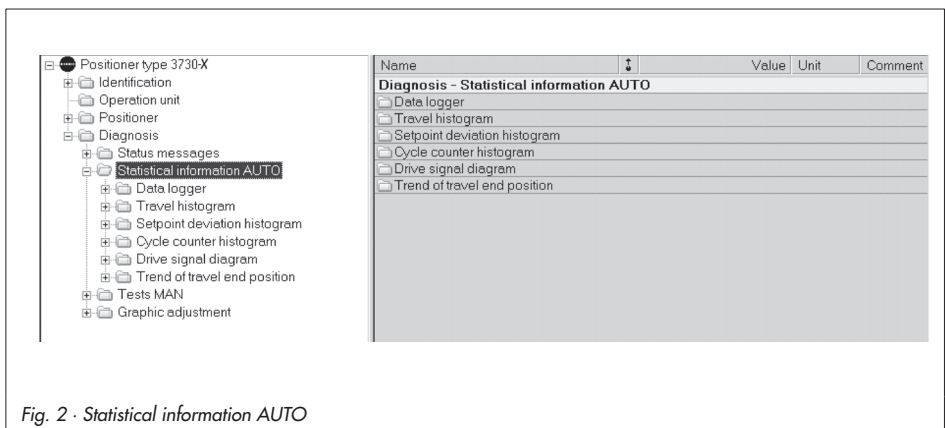 Positioner type 3730-X
Identification
Operation unit
Positioner
Diagnosis
Status messages
Statistical information AUTO
Data logger
Travel histogram
Setpoint deviation histogram
Cycle counter histogram
Drive signal diagram
Trend of travel end position
Tests MAN
Graphic adjustment
Name Value Unit Comment
Diagnosis - Statistical information AUTO
Data logger
Travel histogram
Setpoint deviation histogram
Cycle counter histogram
Drive signal diagram
Trend of travel end position
Fig. 2 · Statistical information AUTO